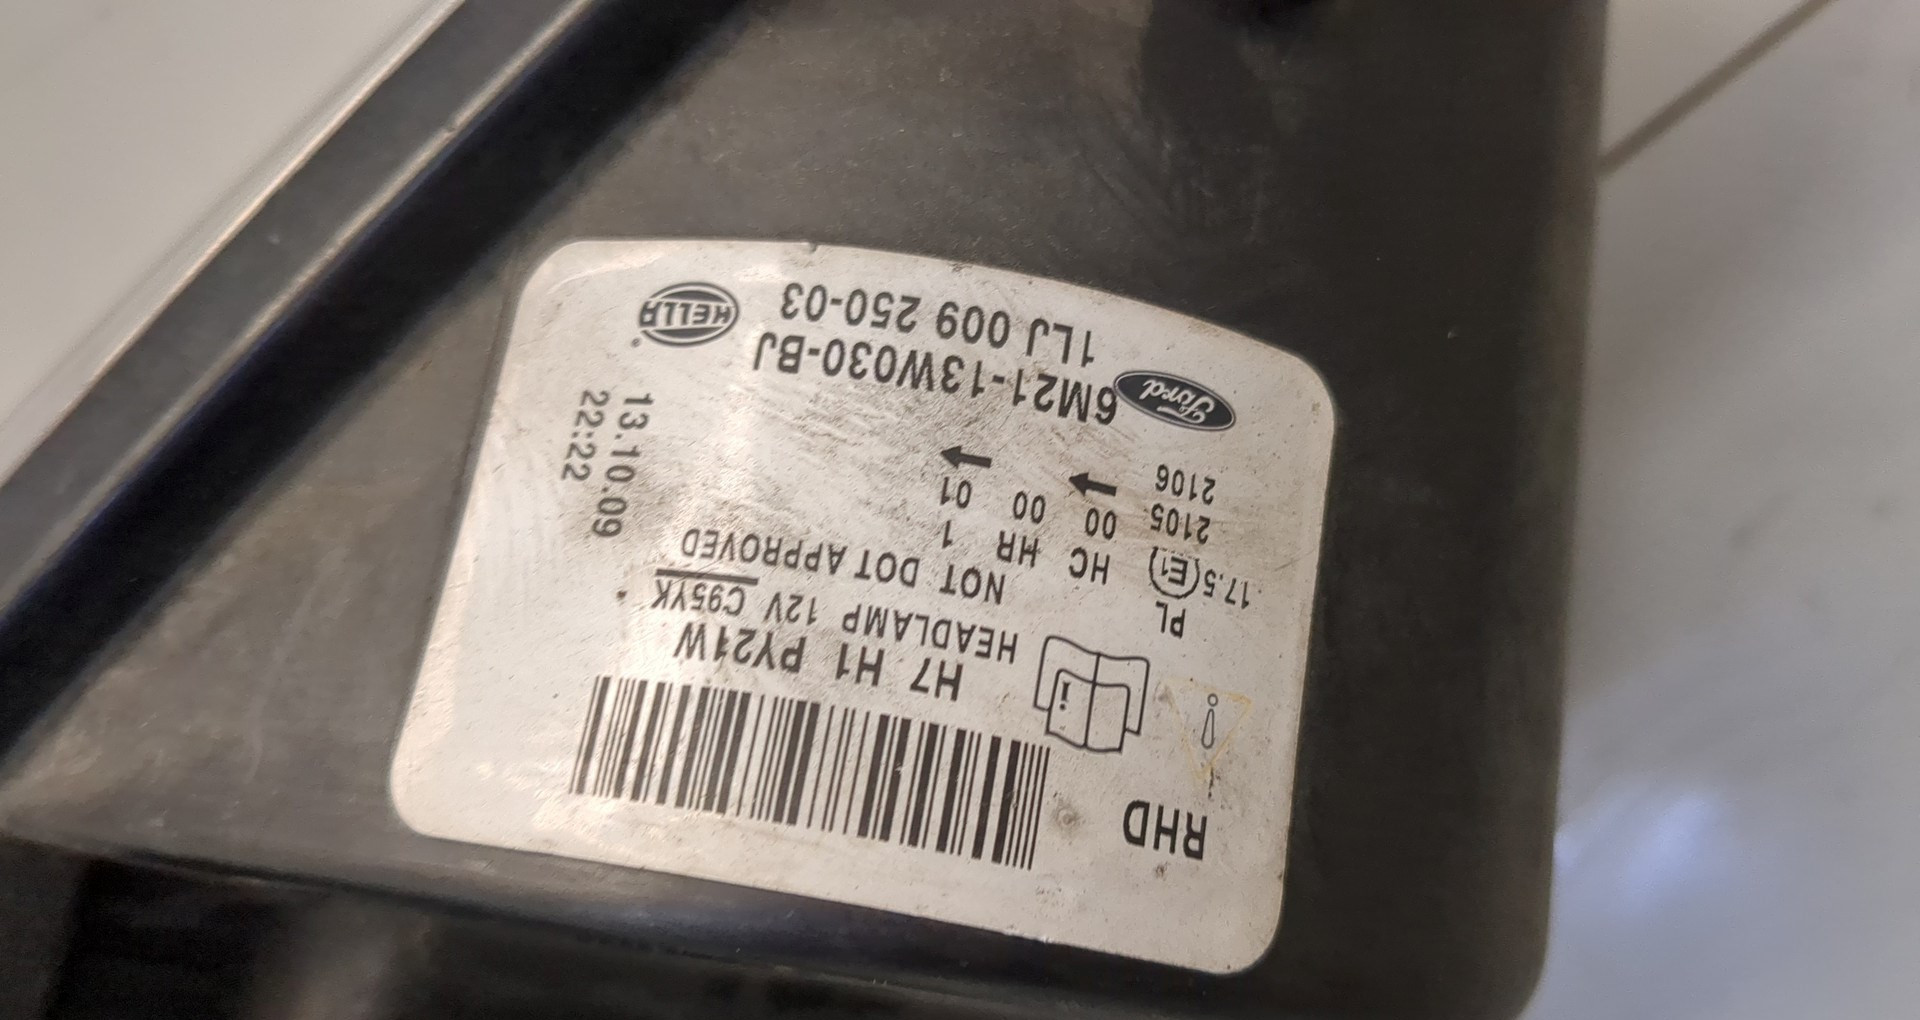 HELLA
1LJ 009 250-03
Ford
6M21-13W030-BJ
13.10.09
22:22
2106
2105 00 00 01
17.5 E1 HC HR 1
PL
NOT DOT APPROVED
HEADLAMP 12V C95YK
H7 H1 PY21W
i
RHD